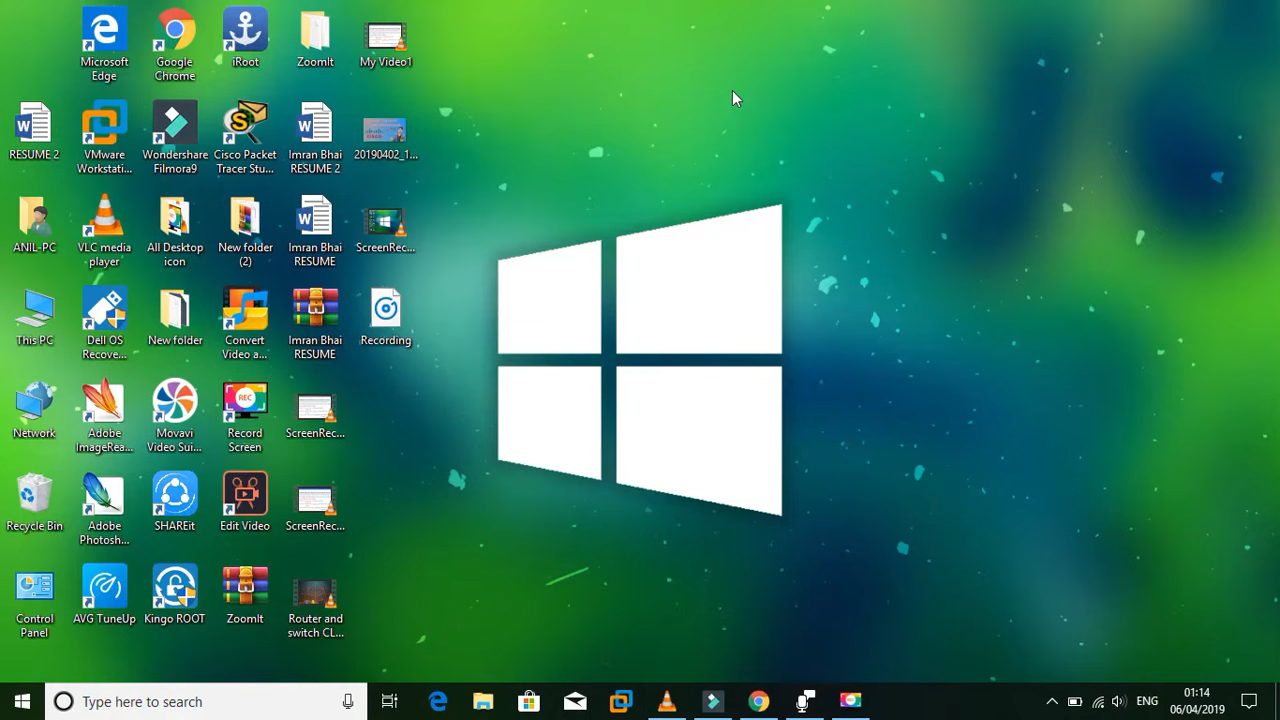 Microsoft
Edge
Google
Chrome
iRoot
ZoomIt
My Video1
RESUME 2
VMware
Workstati...
Wondershare
Filmora9
Cisco Packet
Tracer Stu...
Imran Bhai
RESUME 2
20190402_1...
ANIL-PC
VLC media
player
All Desktop
icon
New folder
(2)
Imran Bhai
RESUME
ScreenRec...
This PC
Dell OS
Recove...
New folder
Convert
Video a...
Imran Bhai
RESUME
Recording
Network
Adobe
ImageRea...
Movavi
Video Sui...
REC
Record
Screen
ScreenRec...
Recycle Bin
Adobe
Photosh...
SHAREit
Edit Video
ScreenRec...
Control
Panel
AVG TuneUp
Kingo ROOT
ZoomIt
Router and
switch CL...
Type here to search
ENG
01:14
06/04/2019